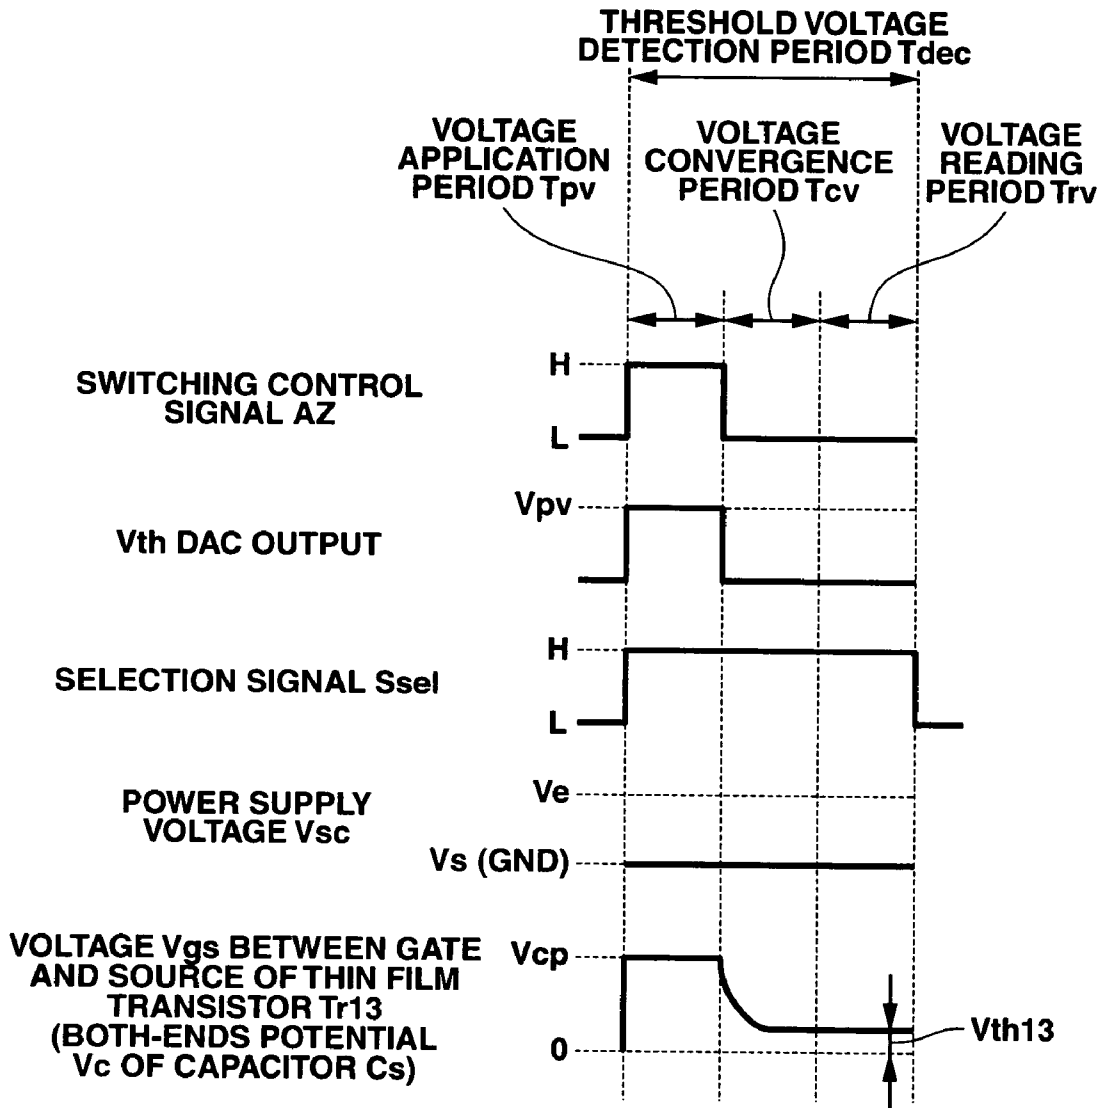 THRESHOLD VOLTAGE
DETECTION PERIOD Tdec
VOLTAGE
APPLICATION
PERIOD Tpv
VOLTAGE
CONVERGENCE
PERIOD Tcv
VOLTAGE
READING
PERIOD Trv
SWITCHING CONTROL
SIGNAL AZ
H
L
Vth DAC OUTPUT
Vpv
SELECTION SIGNAL Ssel
H
L
POWER SUPPLY
VOLTAGE Vsc
Ve
Vs (GND)
VOLTAGE Vgs BETWEEN GATE
AND SOURCE OF THIN FILM
TRANSISTOR Tr13
(BOTH-ENDS POTENTIAL
Vc OF CAPACITOR Cs)
Vcp
0
Vth13